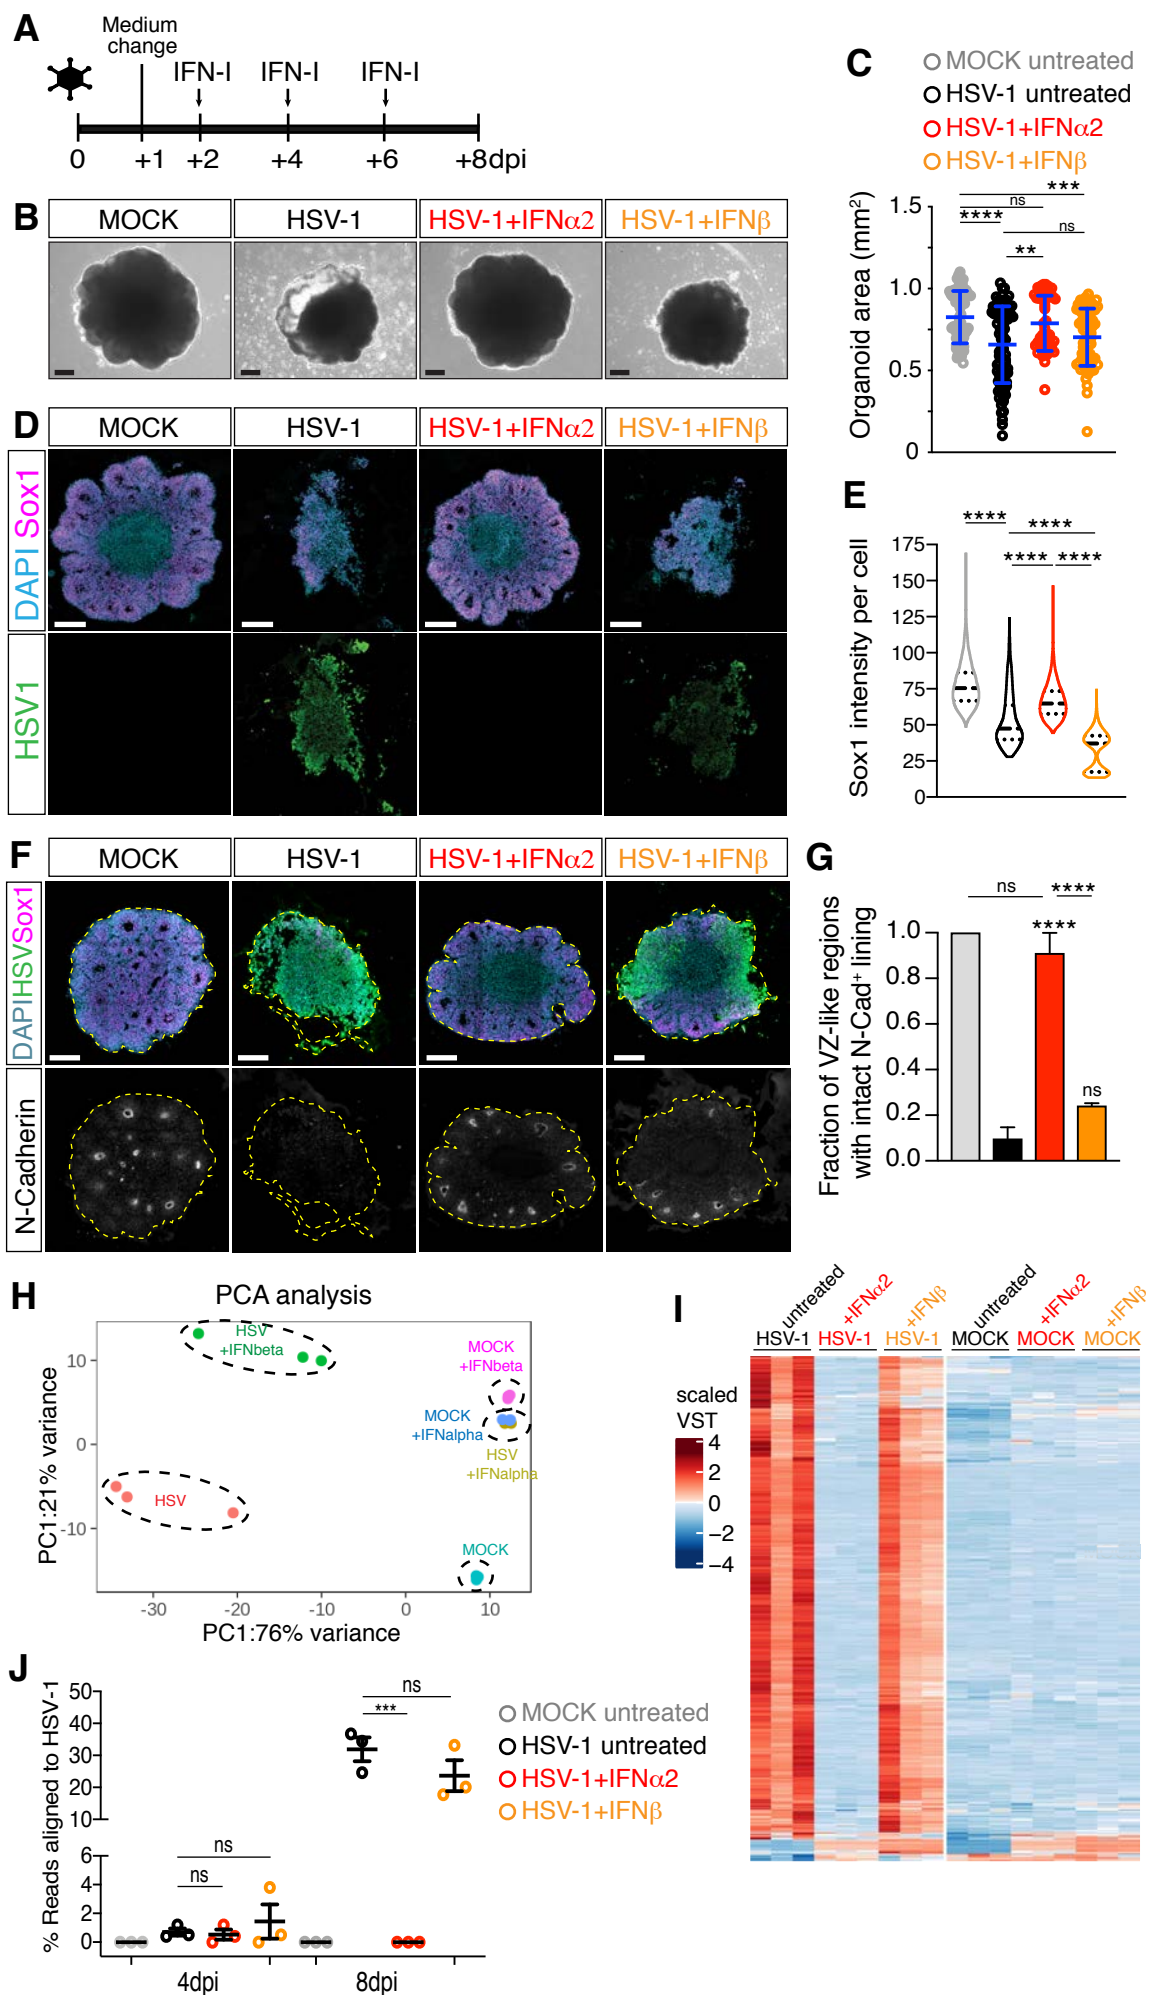 A
Medium
change
IFN-I IFN-I IFN-I
0 +1 +2 +4 +6 +8dpi
B
MOCK HSV-1 HSV-1+IFNα2 HSV-1+IFNβ
C
MOCK untreated
HSV-1 untreated
HSV-1+IFNα2
HSV-1+IFNβ
Organoid area (mm²)
1.5
1.0
0.5
0
***
ns
****
ns
**
D
MOCK HSV-1 HSV-1+IFNα2 HSV-1+IFNβ
DAPI Sox1
HSV1
E
Sox1 intensity per cell
175
150
125
100
75
50
25
0
**** ****
**** ****
F
MOCK HSV-1 HSV-1+IFNα2 HSV-1+IFNβ
DAPIHSVSox1
N-Cadherin
G
Fraction of VZ-like regions
with intact N-Cad⁺ lining
1.0
0.8
0.6
0.4
0.2
0.0
ns ****
****
ns
H
PCA analysis
PC1:21% variance
10
0
-10
HSV
+IFNbeta
MOCK
+IFNbeta
MOCK
+IFNalpha
HSV
+IFNalpha
HSV
MOCK
-30 -20 -10 0 10
PC1:76% variance
I
untreated +IFNα2 +IFNβ untreated +IFNα2 +IFNβ
HSV-1 HSV-1 HSV-1 MOCK MOCK MOCK
scaled
VST
4
2
0
−2
−4
J
% Reads aligned to HSV-1
50
40
30
20
10
6
4
2
0
ns
***
ns
ns
4dpi 8dpi
MOCK untreated
HSV-1 untreated
HSV-1+IFNα2
HSV-1+IFNβ